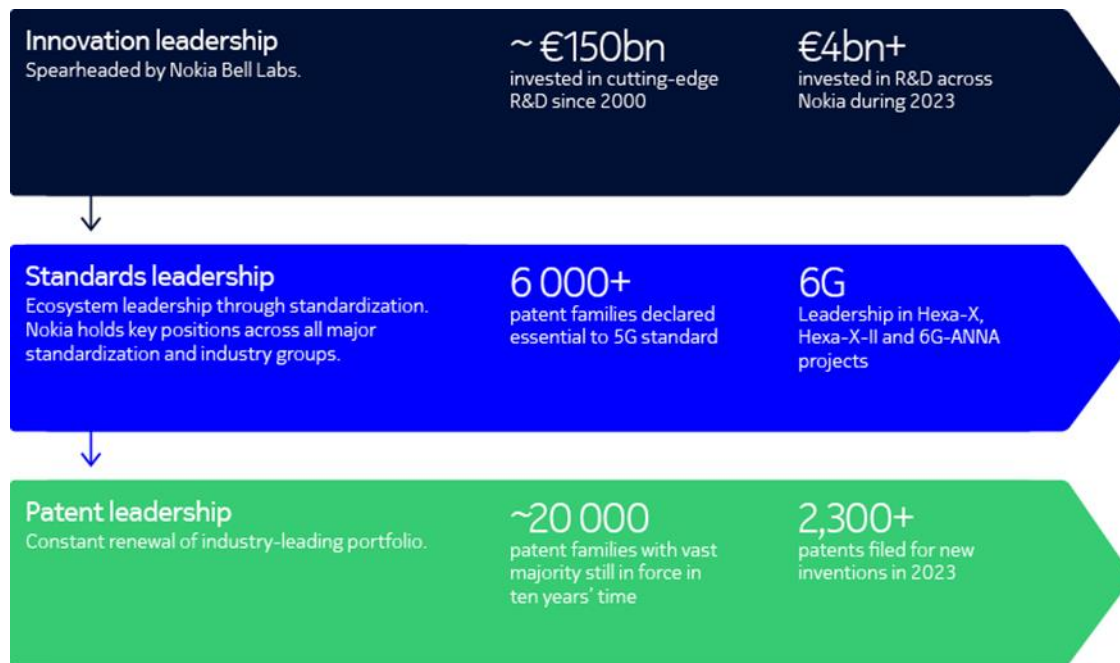 Innovation leadership
Spearheaded by Nokia Bell Labs.
~ €150bn
invested in cutting-edge
R&D since 2000
€4bn+
invested in R&D across
Nokia during 2023
Standards leadership
Ecosystem leadership through standardization.
Nokia holds key positions across all major
standardization and industry groups.
6 000+
patent families declared
essential to 5G standard
6G
Leadership in Hexa-X,
Hexa-X-II and 6G-ANNA
projects
Patent leadership
Constant renewal of industry-leading portfolio.
~20 000
patent families with vast
majority still in force in
ten years’ time
2,300+
patents filed for new
inventions in 2023